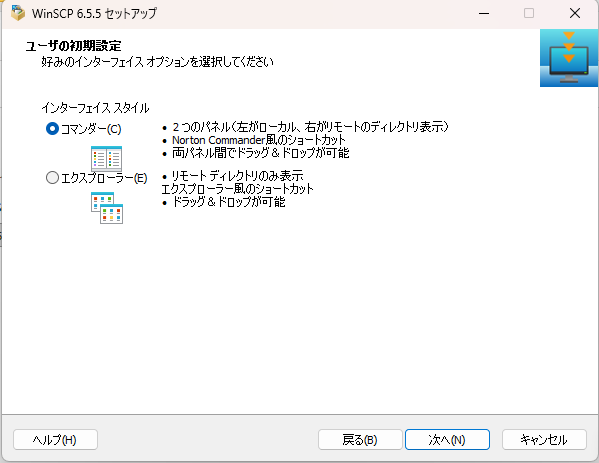 WinSCP 6.5.5 セットアップ
ユーザの初期設定
好みのインターフェイス オプションを選択してください
インターフェイス スタイル
コマンダー(C)
• 2つのパネル(左がローカル、右がリモートのディレクトリ表示)
• Norton Commander風のショートカット
• 両パネル間でドラッグ & ドロップが可能
エクスプローラー(E)
• リモート ディレクトリのみ表示
エクスプローラー風のショートカット
• ドラッグ & ドロップが可能
ヘルプ(H)
戻る(B)
次へ(N)
キャンセル